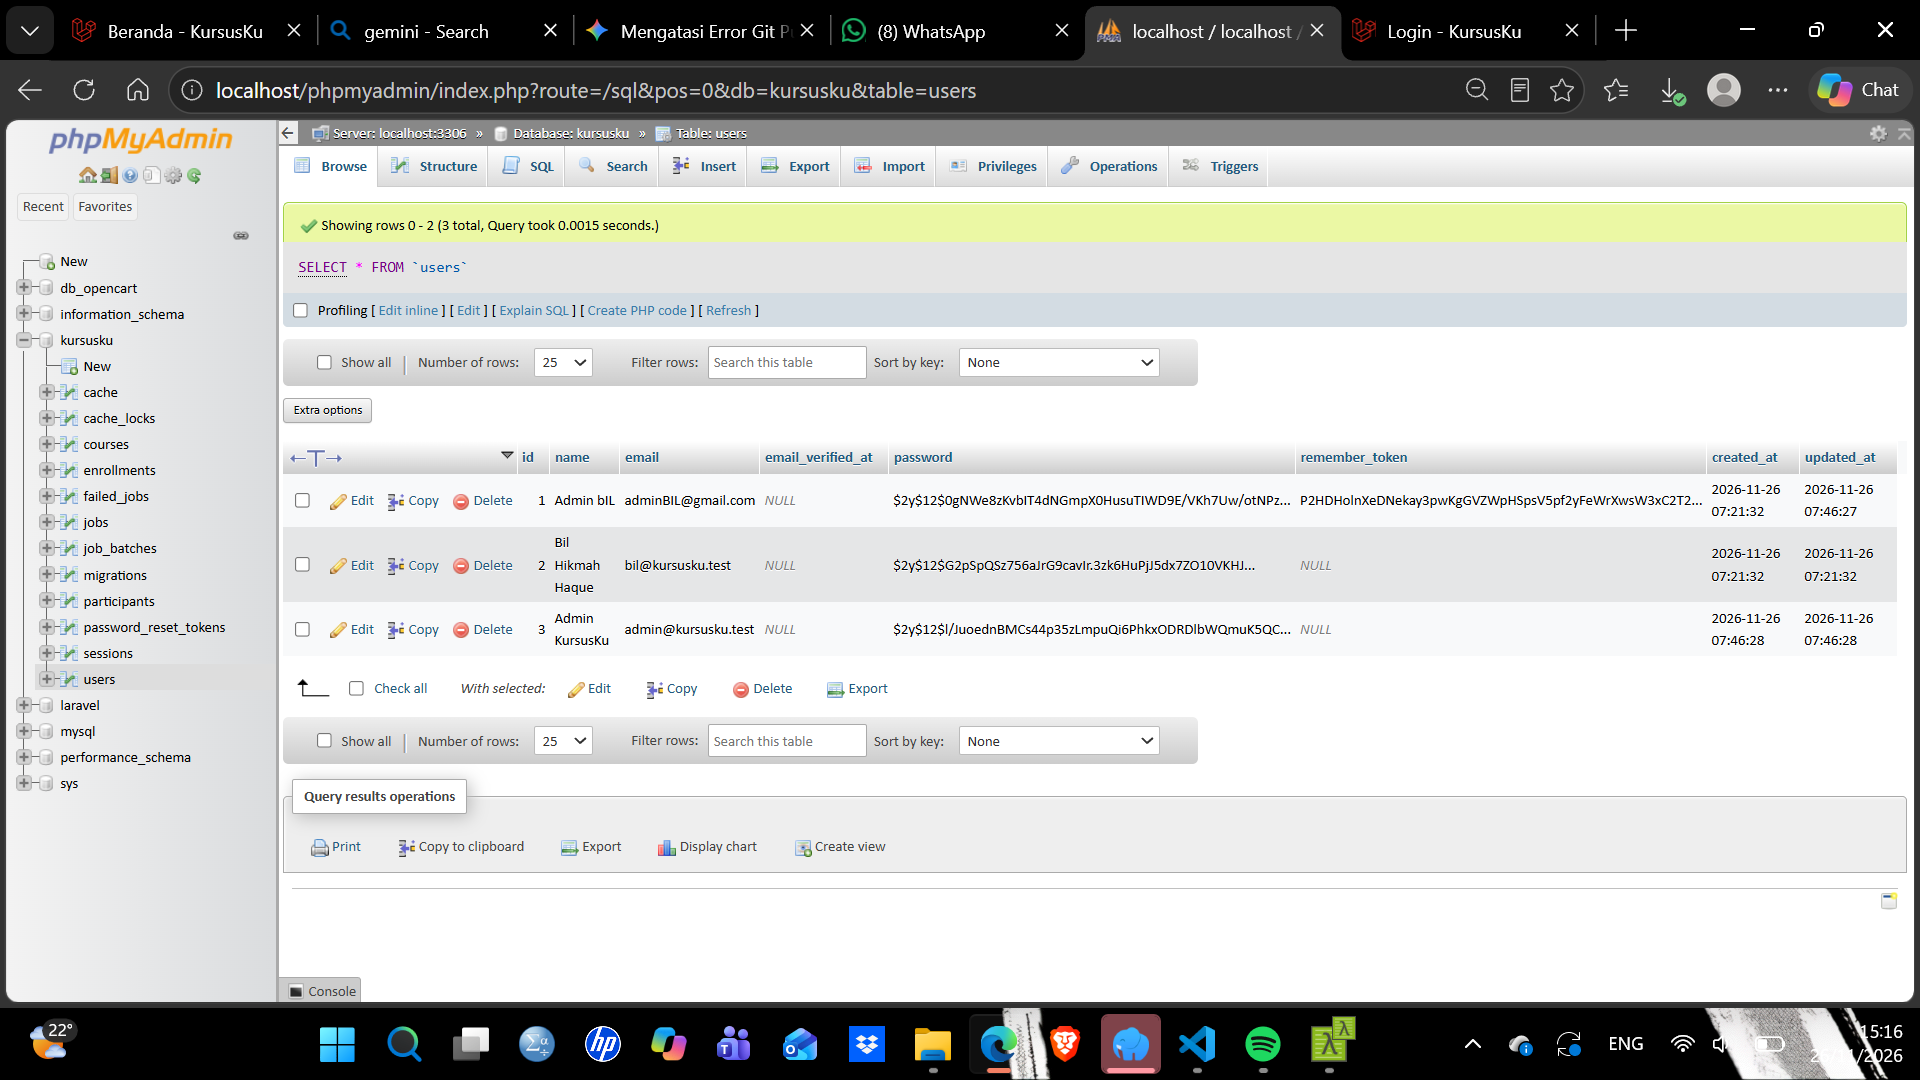 Beranda - KursusKu
gemini - Search
Mengatasi Error Git P
(8) WhatsApp
localhost / localhost /
Login - KursusKu
localhost/phpmyadmin/index.php?route=/sql&pos=0&db=kursusku&table=users
Chat
phpMyAdmin
Recent
Favorites
New
db_opencart
information_schema
kursusku
New
cache
cache_locks
courses
enrollments
failed_jobs
jobs
job_batches
migrations
participants
password_reset_tokens
sessions
users
laravel
mysql
performance_schema
sys
Server: localhost:3306 » Database: kursusku » Table: users
Browse Structure SQL Search Insert Export Import Privileges Operations Triggers
Showing rows 0 - 2 (3 total, Query took 0.0015 seconds.)
SELECT * FROM `users`
Profiling [ Edit inline ] [ Edit ] [ Explain SQL ] [ Create PHP code ] [ Refresh ]
Show all | Number of rows: 25 Filter rows: Search this table Sort by key: None
Extra options
←T→ id name email email_verified_at password remember_token created_at updated_at
Edit Copy Delete 1 Admin bIL adminBIL@gmail.com NULL $2y$12$0gNWe8zKvbIT4dNGmpX0HusuTIWD9E/VKh7Uw/otNPz... P2HDHolnXeDNekay3pwKgGVZWpHSpsV5pf2yFeWrXwsW3xC2T2... 2026-11-26 07:21:32 2026-11-26 07:46:27
Edit Copy Delete 2 Bil Hikmah Haque bil@kursusku.test NULL $2y$12$G2pSpQSz756aJrG9cavIr.3zk6HuPjJ5dx7ZO10VKHJ... NULL 2026-11-26 07:21:32 2026-11-26 07:21:32
Edit Copy Delete 3 Admin KursusKu admin@kursusku.test NULL $2y$12$l/JuoednBMCs44p35zLmpuQj6PhkxODRDlbWQmuK5QC... NULL 2026-11-26 07:46:28 2026-11-26 07:46:28
Check all With selected: Edit Copy Delete Export
Show all | Number of rows: 25 Filter rows: Search this table Sort by key: None
Query results operations
Print Copy to clipboard Export Display chart Create view
Console
22°
ENG
15:16